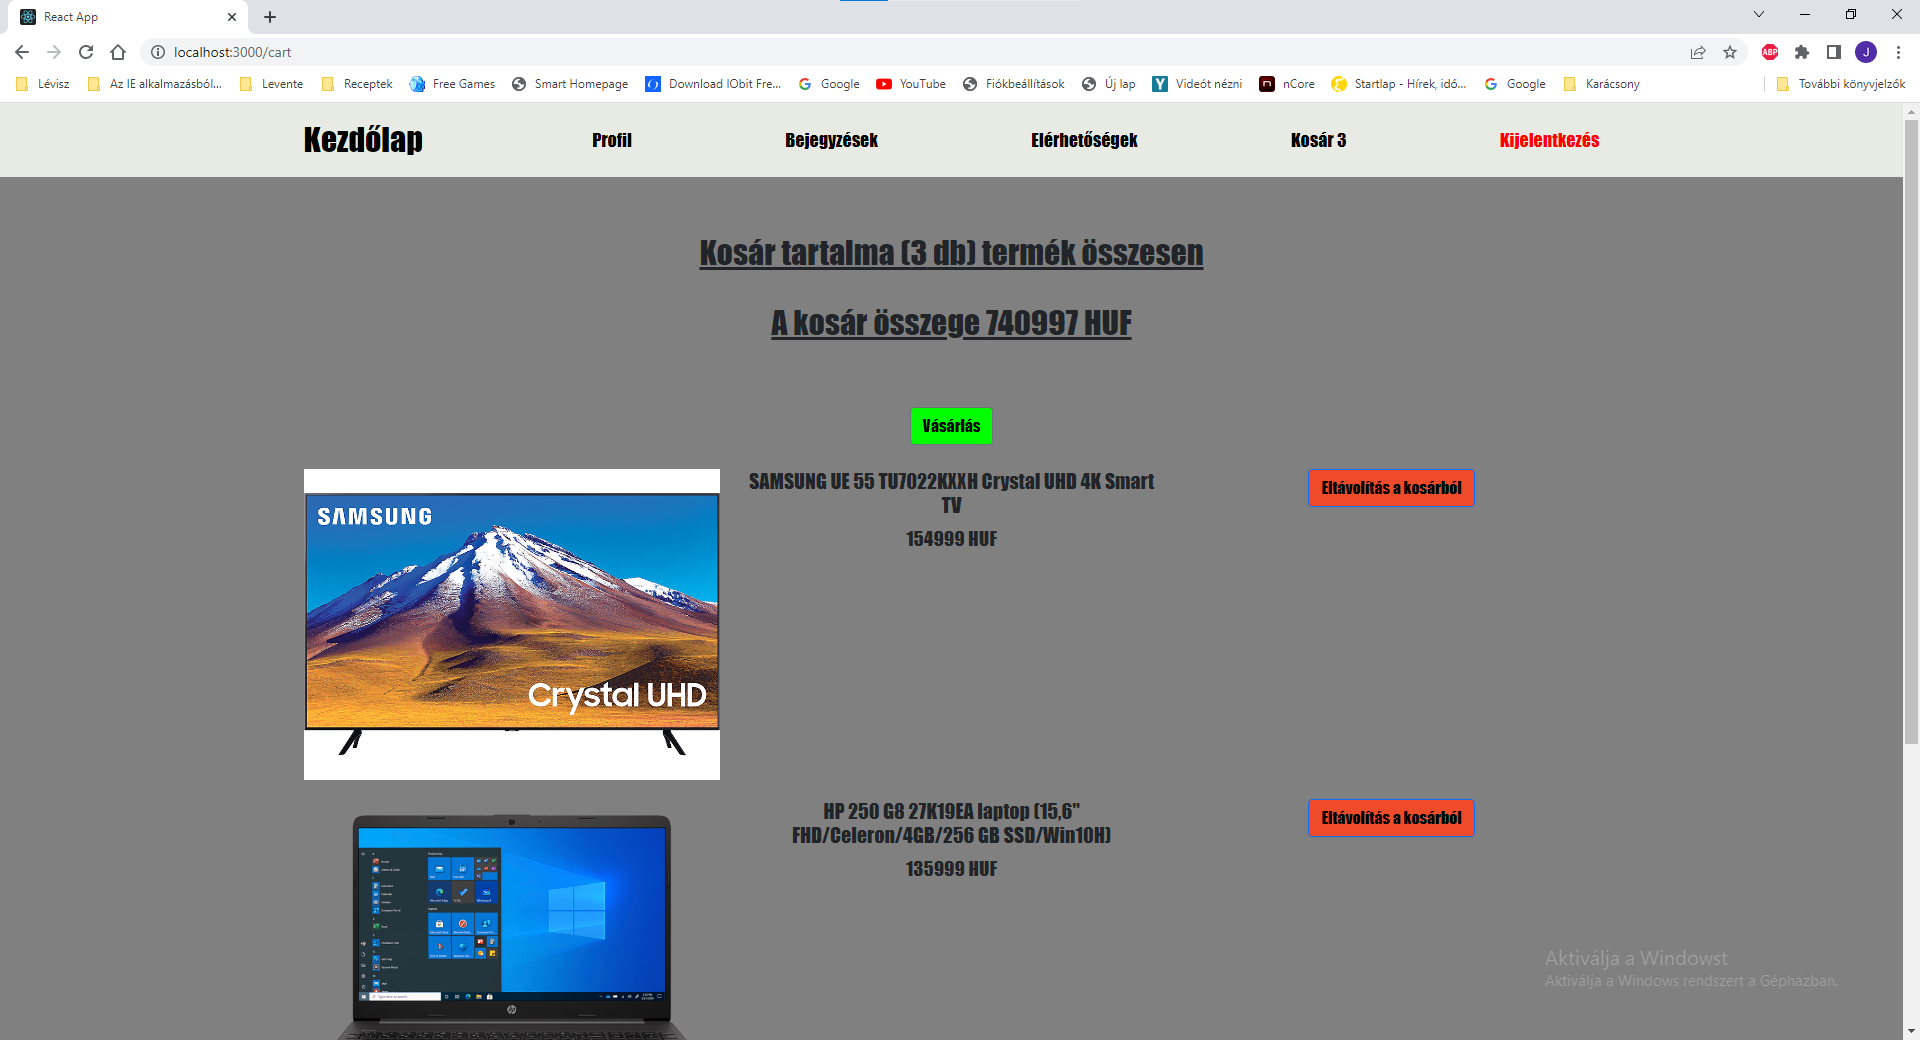 React App
localhost:3000/cart
ABP
J
Lévisz
Az IE alkalmazásból...
Levente
Receptek
Free Games
Smart Homepage
Download IObit Fre...
Google
YouTube
Fiókbeállítások
Új lap
Videót nézni
nCore
Startlap - Hírek, idő...
Google
Karácsony
További könyvjelzők
Kezdőlap
Profil
Bejegyzések
Elérhetőségek
Kosár 3
Kijelentkezés
Kosár tartalma (3 db) termék összesen
A kosár összege 740997 HUF
Vásárlás
SAMSUNG
Crystal UHD
SAMSUNG UE 55 TU7022KXXH Crystal UHD 4K Smart
TV
154999 HUF
Eltávolítás a kosárból
HP 250 G8 27K19EA laptop (15,6"
FHD/Celeron/4GB/256 GB SSD/Win10H)
135999 HUF
Eltávolítás a kosárból
Aktiválja a Windowst
Aktiválja a Windows rendszert a Gépházban.